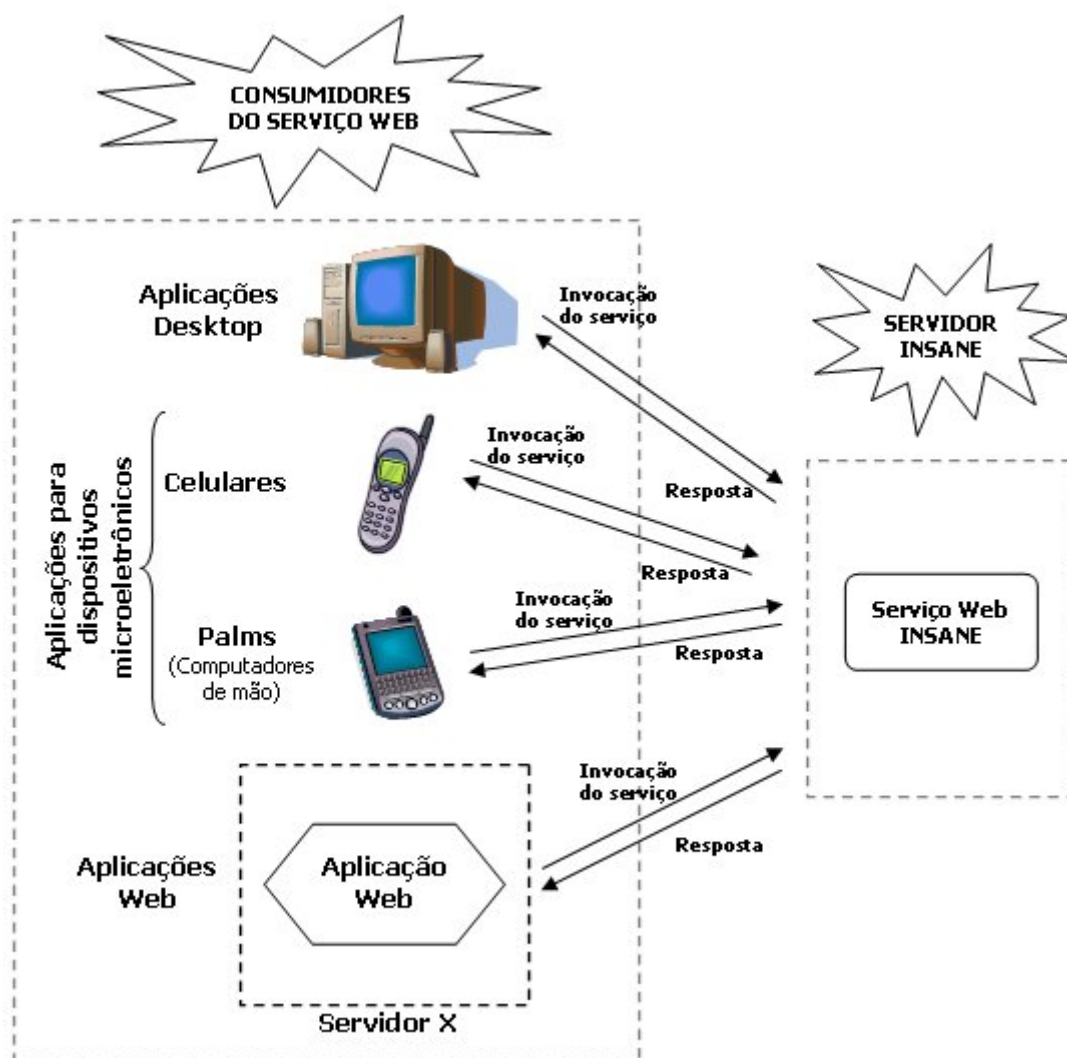 CONSUMIDORES
DO SERVIÇO WEB
Aplicações
Desktop
Invocação
do serviço
SERVIDOR
INSANE
Aplicações para
dispositivos
microeletrônicos
Celulares
Invocação
do serviço
Resposta
Resposta
Palms
(Computadores
de mão)
Invocação
do serviço
Resposta
Serviço Web
INSANE
Aplicações
Web
Aplicação
Web
Invocação
do serviço
Resposta
Servidor X